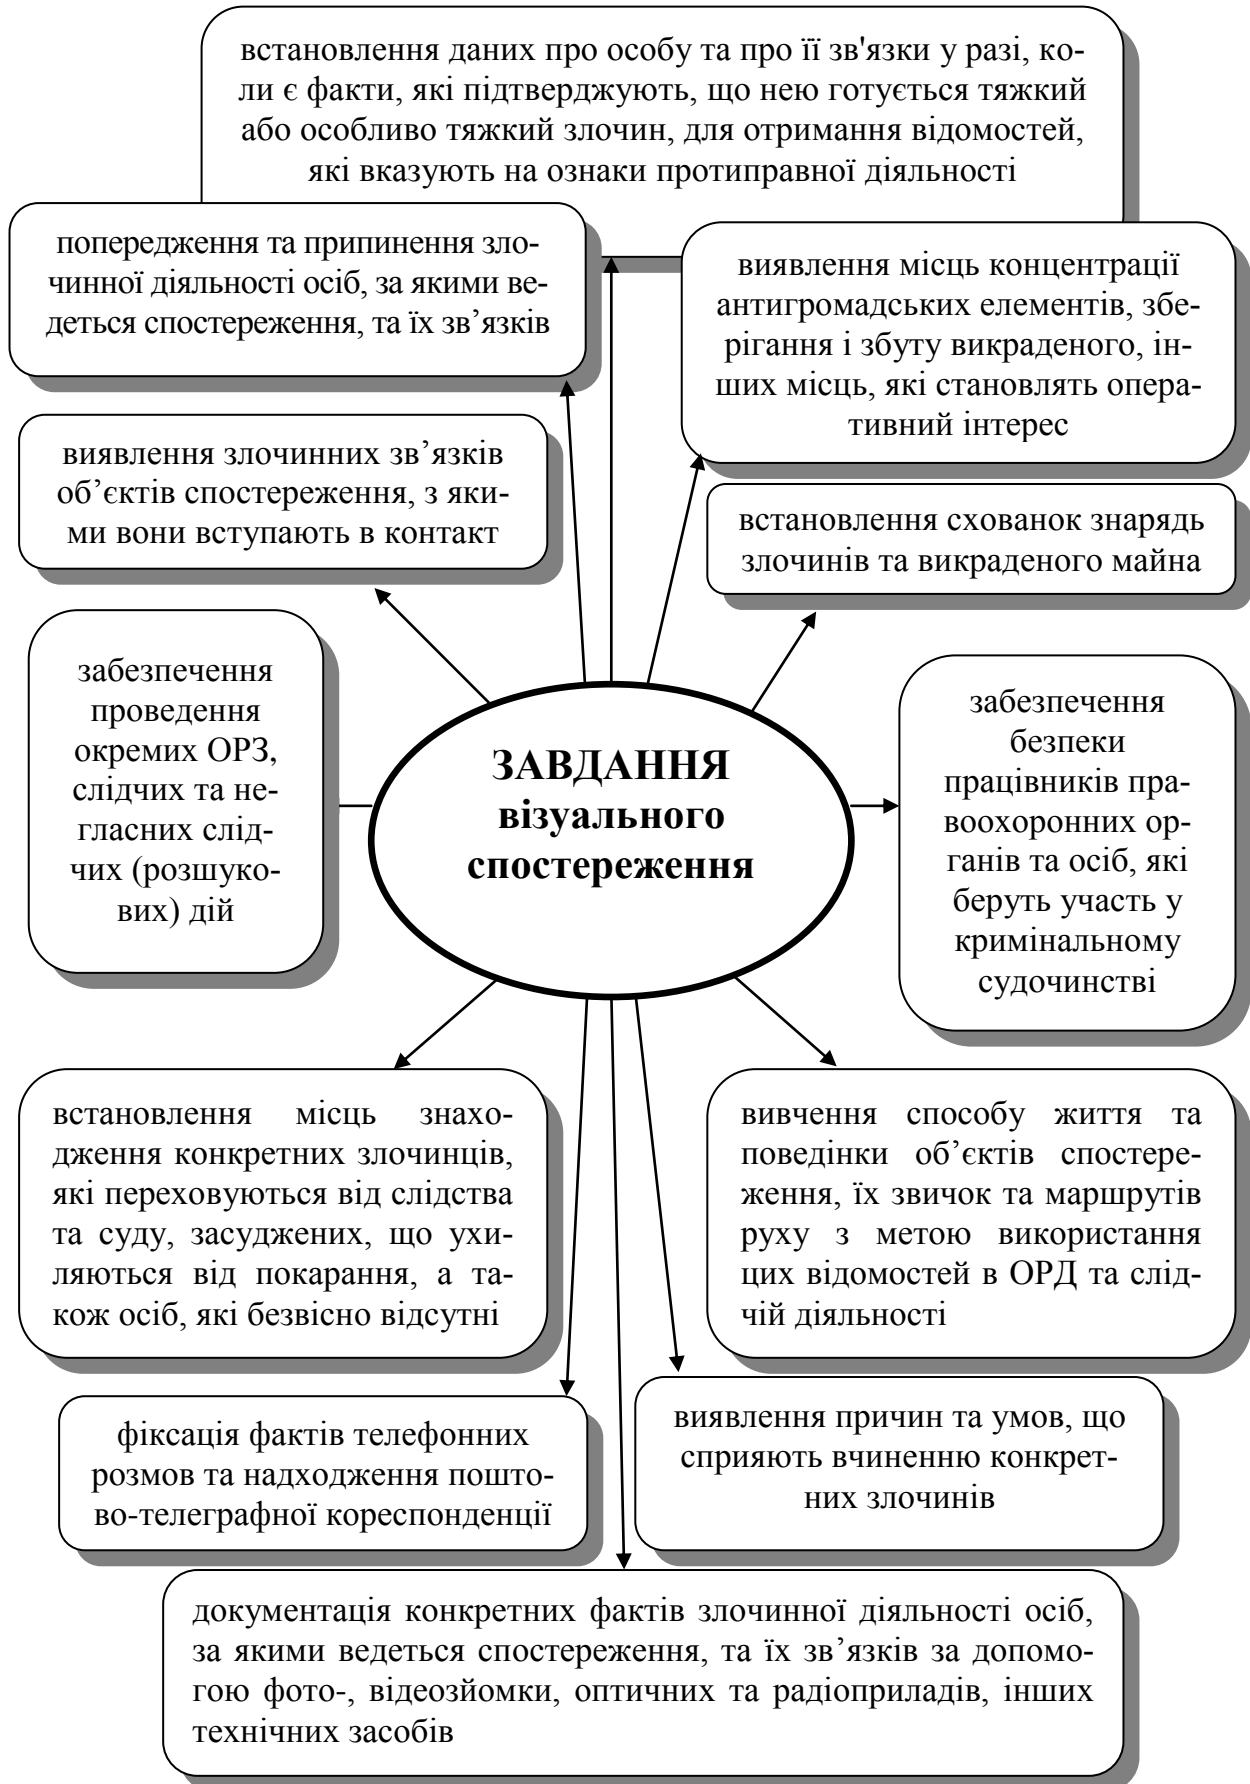 встановлення даних про особу та про її зв'язки у разі, ко-
ли є факти, які підтверджують, що нею готується тяжкий
або особливо тяжкий злочин, для отримання відомостей,
які вказують на ознаки протиправної діяльності
попередження та припинення зло-
чинної діяльності осіб, за якими ве-
деться спостереження, та їх зв’язків
виявлення місць концентрації
антигромадських елементів, збе-
рігання і збуту викраденого, ін-
ших місць, які становлять опера-
тивний інтерес
виявлення злочинних зв’язків
об’єктів спостереження, з яки-
ми вони вступають в контакт
встановлення схованок знарядь
злочинів та викраденого майна
забезпечення
проведення
окремих ОРЗ,
слідчих та не-
гласних слід-
чих (розшуко-
вих) дій
ЗАВДАННЯ
візуального
спостереження
забезпечення
безпеки
працівників пра-
воохоронних ор-
ганів та осіб, які
беруть участь у
кримінальному
судочинстві
встановлення місць знахо-
дження конкретних злочинців,
які переховуються від слідства
та суду, засуджених, що ухи-
ляються від покарання, а та-
кож осіб, які безвісно відсутні
вивчення способу життя та
поведінки об’єктів спостере-
ження, їх звичок та маршрутів
руху з метою використання
цих відомостей в ОРД та слід-
чій діяльності
фіксація фактів телефонних
розмов та надходження пошто-
во-телеграфної кореспонденції
виявлення причин та умов, що
сприяють вчиненню конкрет-
них злочинів
документація конкретних фактів злочинної діяльності осіб,
за якими ведеться спостереження, та їх зв’язків за допомо-
гою фото-, відеозйомки, оптичних та радіоприладів, інших
технічних засобів